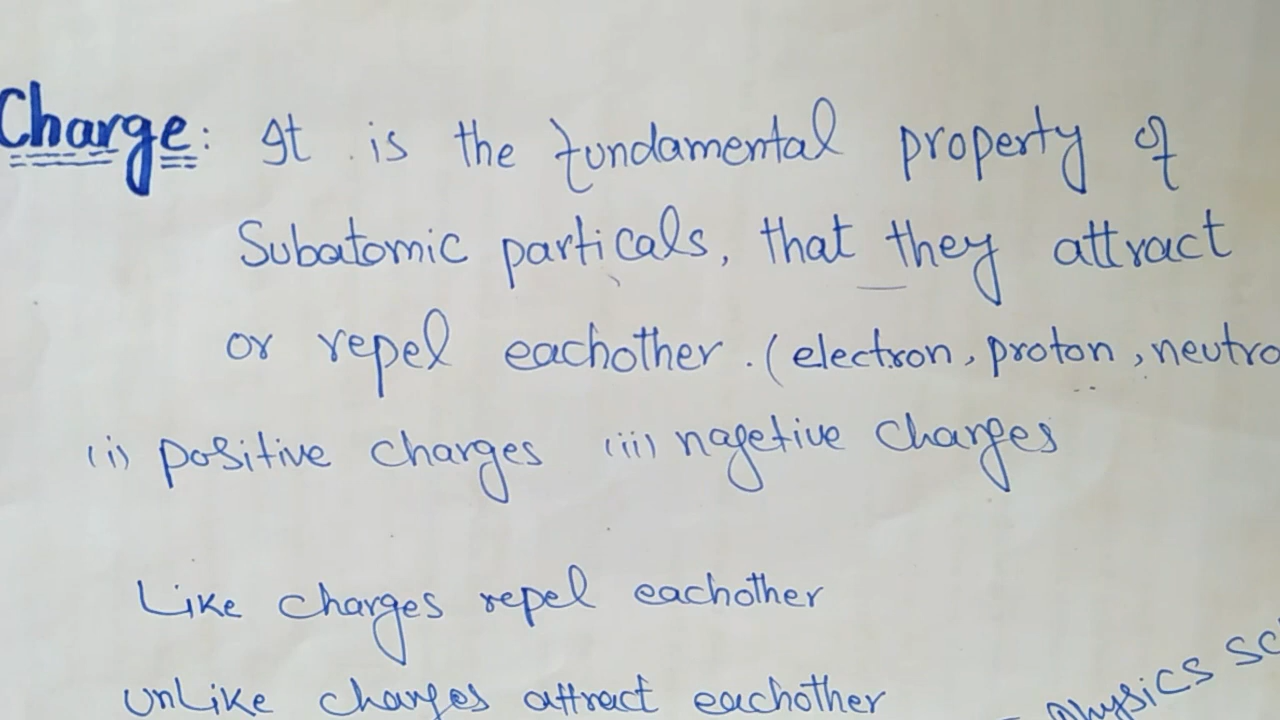 Charge: It is the fundamental property of
Subatomic particals, that they attract
or repel eachother. (electron, proton, neutro
(i) positive charges (ii) nagetive charges
Like charges repel eachother
unLike charges attract eachother
- physics sc